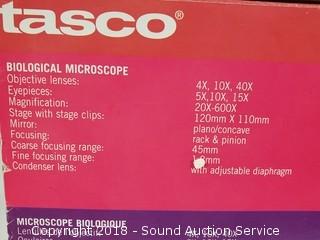 tasco®
BIOLOGICAL MICROSCOPE
Objective lenses: 4X, 10X, 40X
Eyepieces: 5X,10X, 15X
Magnification: 20X-600X
Stage with stage clips: 120mm X 110mm
Mirror: plano/concave
Focusing: rack & pinion
Coarse focusing range: 45mm
Fine focusing range:
Condenser lens: with adjustable diaphragm
MICROSCOPE BIOLOGIQUE
Copyright 2018 - Sound Auction Service